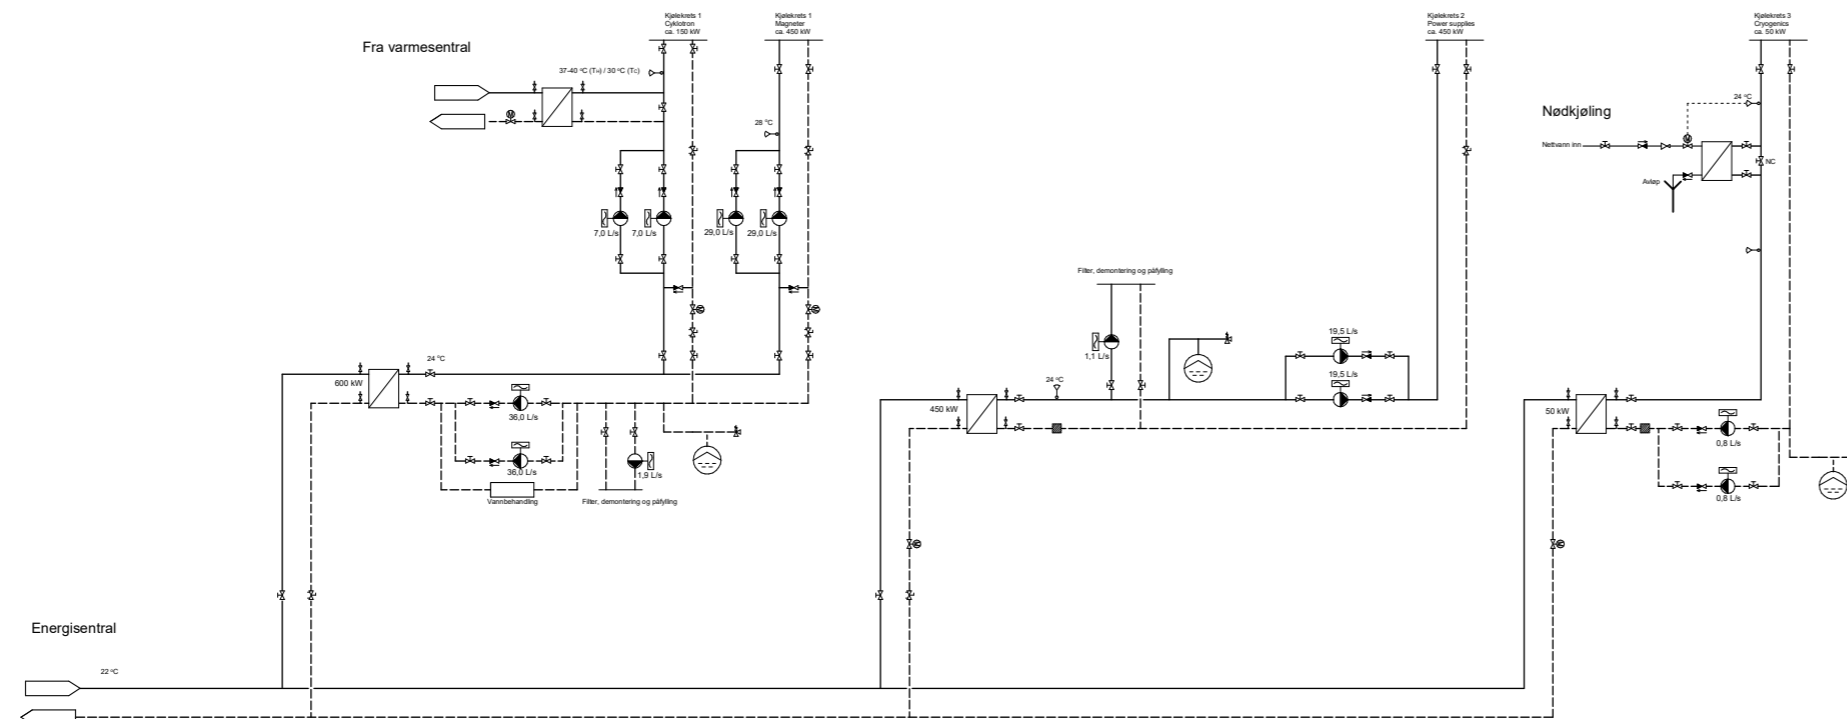 Kjølekrets 1
Cyklotron
ca. 150 kW
Kjølekrets 1
Magneter
ca. 450 kW
Kjølekrets 2
Power supplies
ca. 450 kW
Kjølekrets 3
Cryogenics
ca. 50 kW
Fra varmesentral
37-40 °C (Tʜ) / 30 °C (Tᴄ)
M
28 °C
7,0 L/s
7,0 L/s
29,0 L/s
29,0 L/s
M
M
24 °C
Nødkjøling
M
Nettvann inn
NC
Avløp
Filter, demontering og påfylling
1,1 L/s
19,5 L/s
19,5 L/s
24 °C
600 kW
36,0 L/s
36,0 L/s
1,9 L/s
Vannbehandling
Filter, demontering og påfylling
24 °C
450 kW
50 kW
0,8 L/s
0,8 L/s
M
M
Energisentral
22 °C